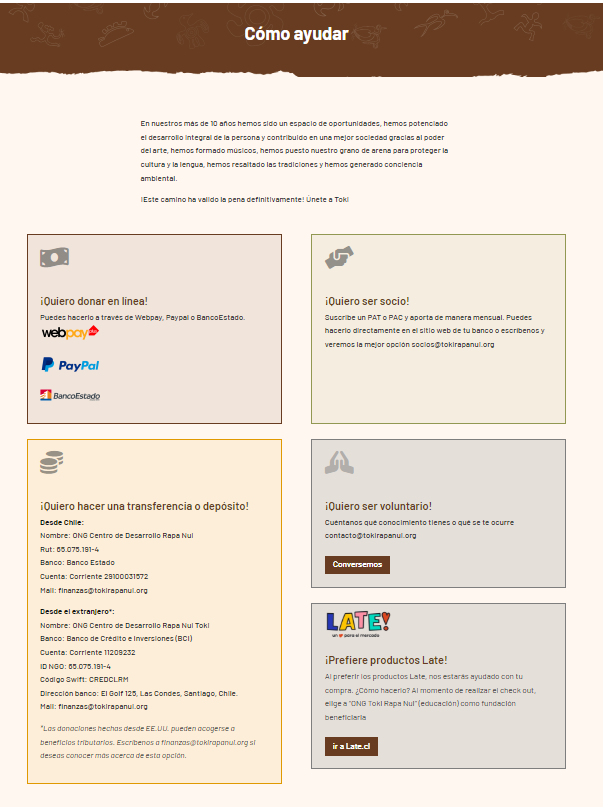 Cómo ayudar
En nuestros más de 10 años hemos sido un espacio de oportunidades, hemos potenciado
el desarrollo integral de la persona y contribuido en una mejor sociedad gracias al poder
del arte, hemos formado músicos, hemos puesto nuestro grano de arena para proteger la
cultura y la lengua, hemos resaltado las tradiciones y hemos generado conciencia
ambiental.
¡Este camino ha valido la pena definitivamente! Únete a Toki
¡Quiero donar en línea!
Puedes hacerlo a través de Webpay, Paypal o BancoEstado.
webpay plus
PayPal
BancoEstado
¡Quiero ser socio!
Suscribe un PAT o PAC y aporta de manera mensual. Puedes
hacerlo directamente en el sitio web de tu banco o escríbenos y
veremos la mejor opción socios@tokirapanui.org
¡Quiero hacer una transferencia o depósito!
Desde Chile:
Nombre: ONG Centro de Desarrollo Rapa Nui
Rut: 65.075.191-4
Banco: Banco Estado
Cuenta: Corriente 29100031572
Mail: finanzas@tokirapanui.org
Desde el extranjero*:
Nombre: ONG Centro de Desarrollo Rapa Nui Toki
Banco: Banco de Crédito e Inversiones (BCI)
Cuenta: Corriente 11209232
ID NGO: 65.075.191-4
Código Swift: CREDCLRM
Dirección banco: El Golf 125, Las Condes, Santiago, Chile.
Mail: finanzas@tokirapanui.org
*Las donaciones hechas desde EE.UU. pueden acogerse a
beneficios tributarios. Escríbenos a finanzas@tokirapanui.org si
deseas conocer más acerca de esta opción.
¡Quiero ser voluntario!
Cuéntanos qué conocimiento tienes o qué se te ocurre
contacto@tokirapanui.org
Conversemos
LATE!
un ❤ para el mercado
¡Prefiere productos Late!
Al preferir los productos Late, nos estarás ayudado con tu
compra. ¿Cómo hacerlo? Al momento de realizar el check out,
elige a "ONG Toki Rapa Nui" (educación) como fundación
beneficiaria
ir a Late.cl